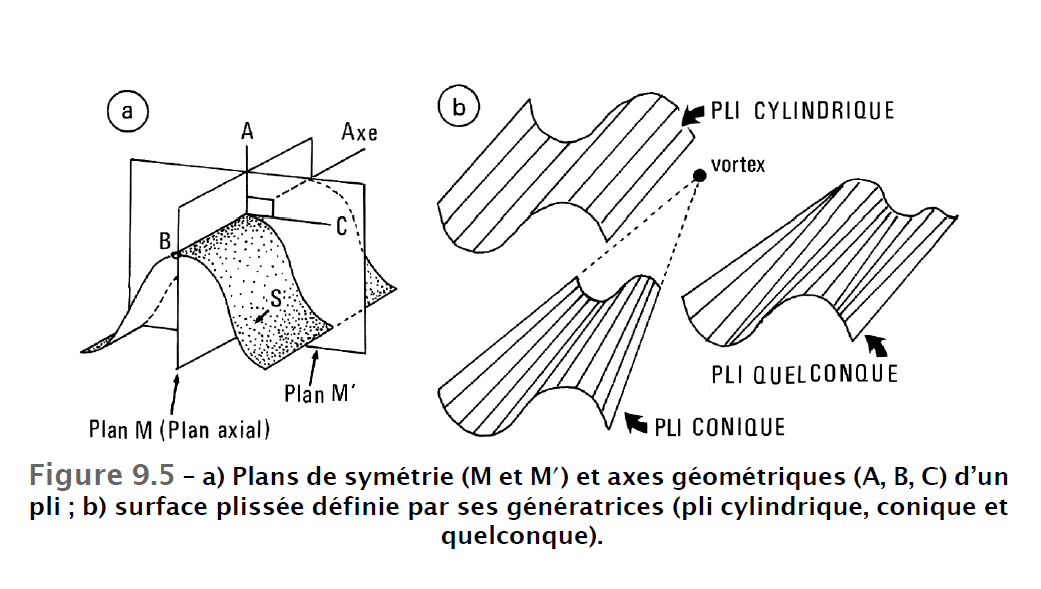 a
A
Axe
B
C
S
Plan M'
Plan M (Plan axial)
b
PLI CYLINDRIQUE
vortex
PLI QUELCONQUE
PLI CONIQUE
Figure 9.5 – a) Plans de symétrie (M et M′) et axes géométriques (A, B, C) d’un
pli ; b) surface plissée définie par ses génératrices (pli cylindrique, conique et
quelconque).